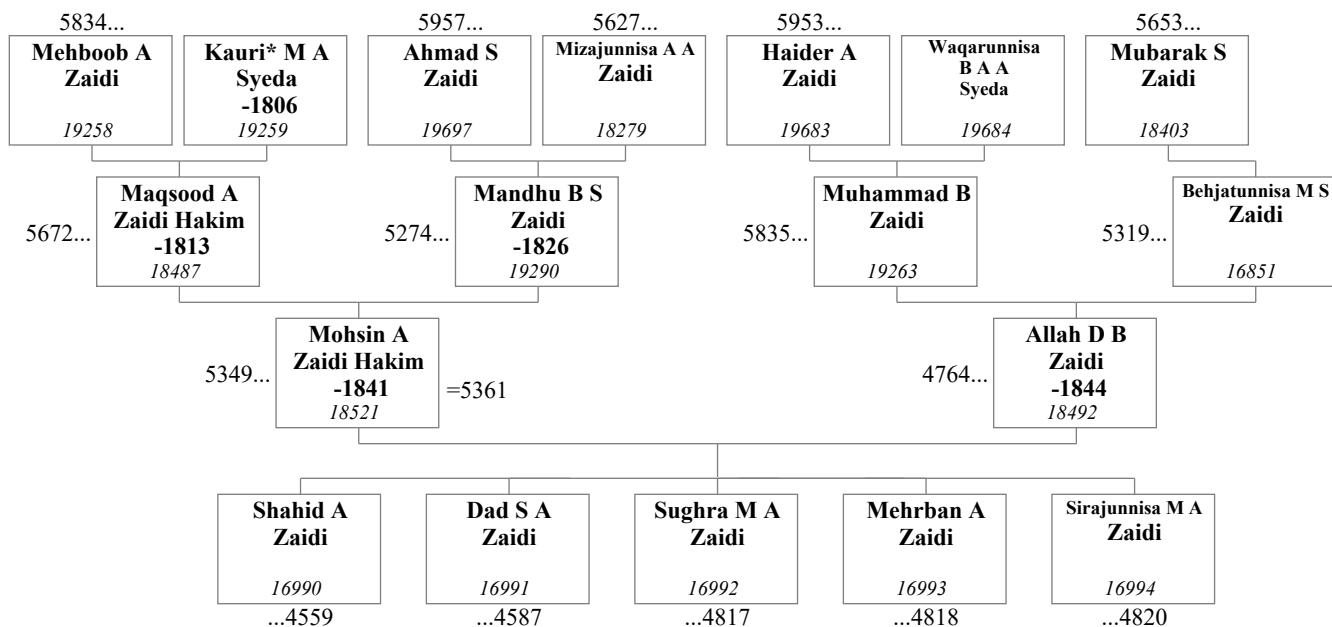 5834...
5957...
5627...
5953...
5653...
Mehboob A
Zaidi
19258
Kauri* M A
Syeda
-1806
19259
Ahmad S
Zaidi
19697
Mizajunnisa A A
Zaidi
18279
Haider A
Zaidi
19683
Waqarunnisa
B A A
Syeda
19684
Mubarak S
Zaidi
18403
5672...
Maqsood A
Zaidi Hakim
-1813
18487
5274...
Mandhu B S
Zaidi
-1826
19290
5835...
Muhammad B
Zaidi
19263
5319...
Behjatunnisa M S
Zaidi
16851
5349...
Mohsin A
Zaidi Hakim
-1841
18521
=5361
4764...
Allah D B
Zaidi
-1844
18492
Shahid A
Zaidi
16990
...4559
Dad S A
Zaidi
16991
...4587
Sughra M A
Zaidi
16992
...4817
Mehrban A
Zaidi
16993
...4818
Sirajunnisa M A
Zaidi
16994
...4820